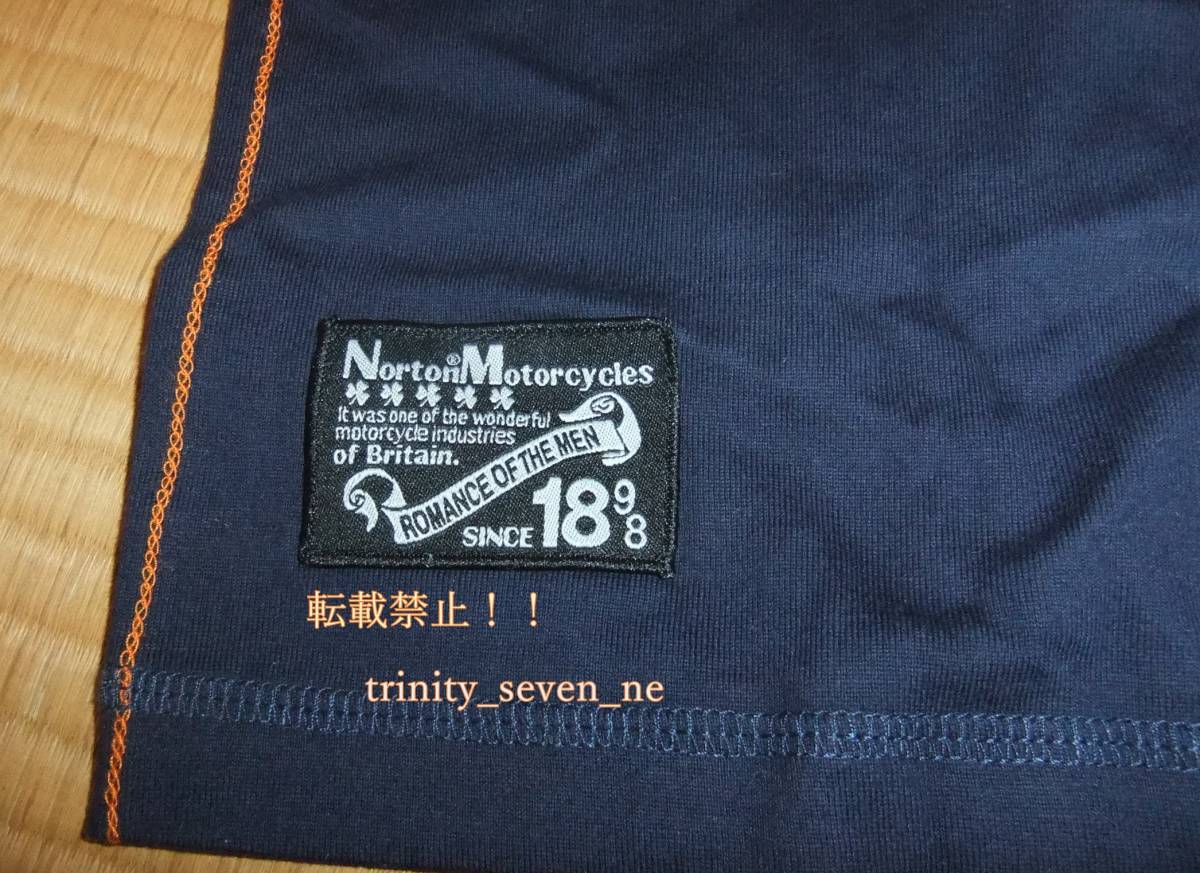 Norton® Motorcycles
It was one of the wonderful
motorcycle industries
of Britain.
ROMANCE OF THE MEN
SINCE 1898
転載禁止！！
trinity_seven_ne